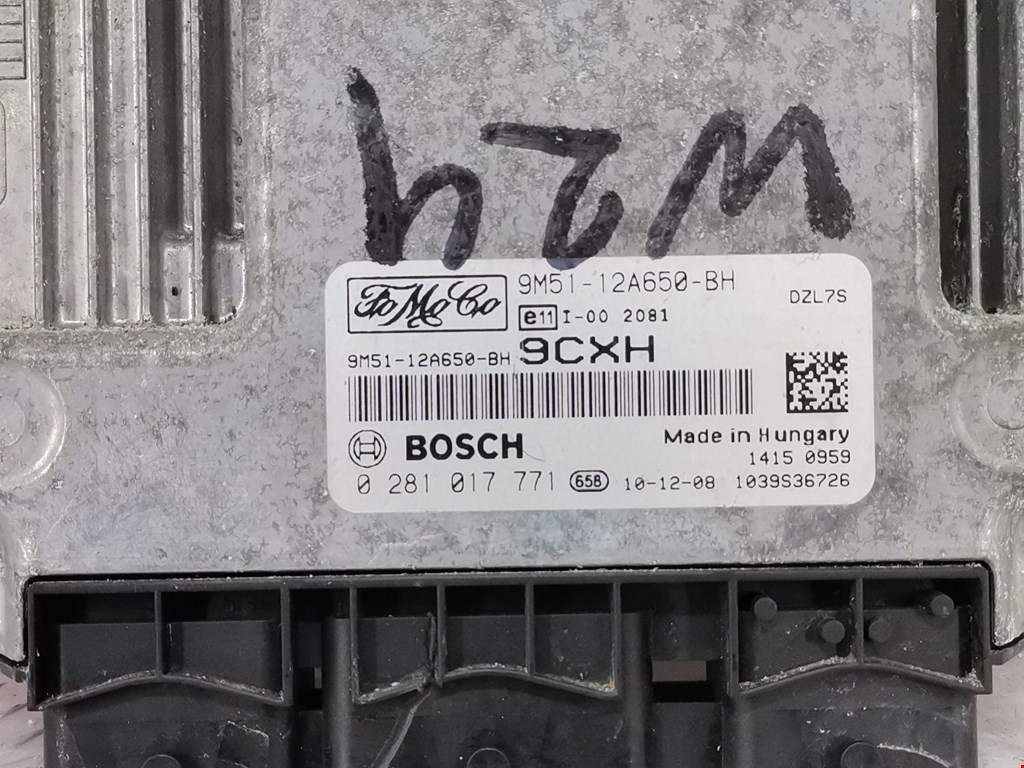 W24
FoMoCo
9M51-12A650-BH
DZL7S
e11 I-00 2081
9M51-12A650-BH 9CXH
BOSCH
Made in Hungary
1415 0959
0 281 017 771 658 10-12-08 1039S36726